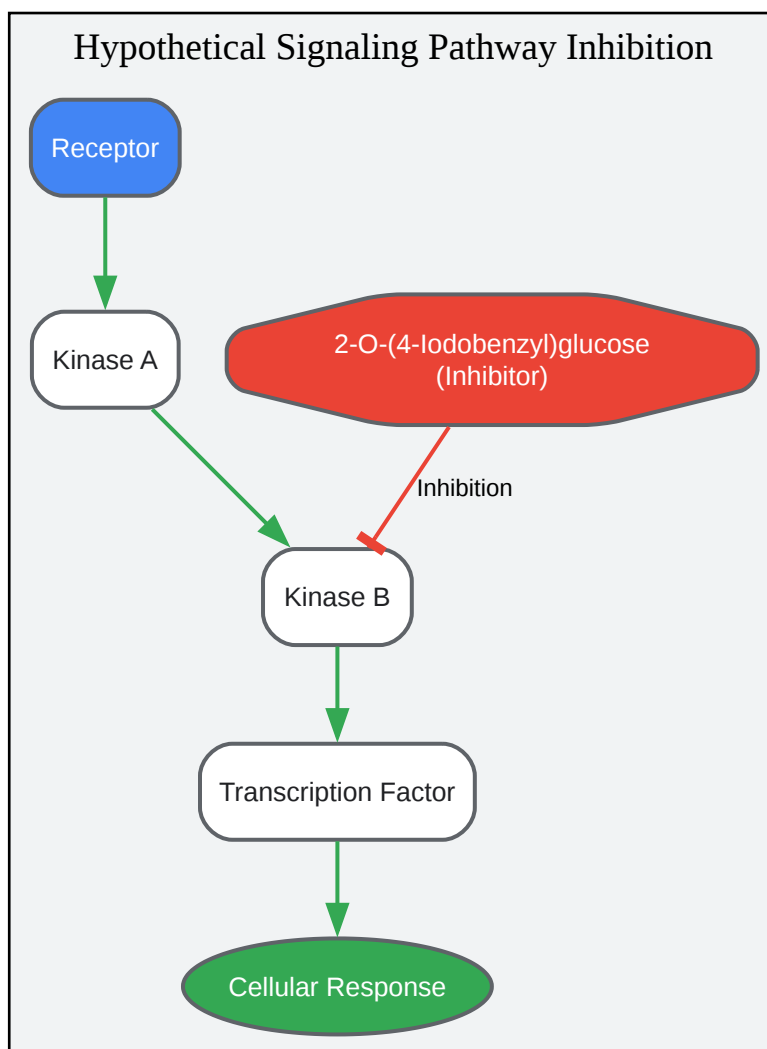 Hypothetical Signaling Pathway Inhibition
Receptor
Kinase A
2-O-(4-Iodobenzyl)glucose
(Inhibitor)
Inhibition
Kinase B
Transcription Factor
Cellular Response